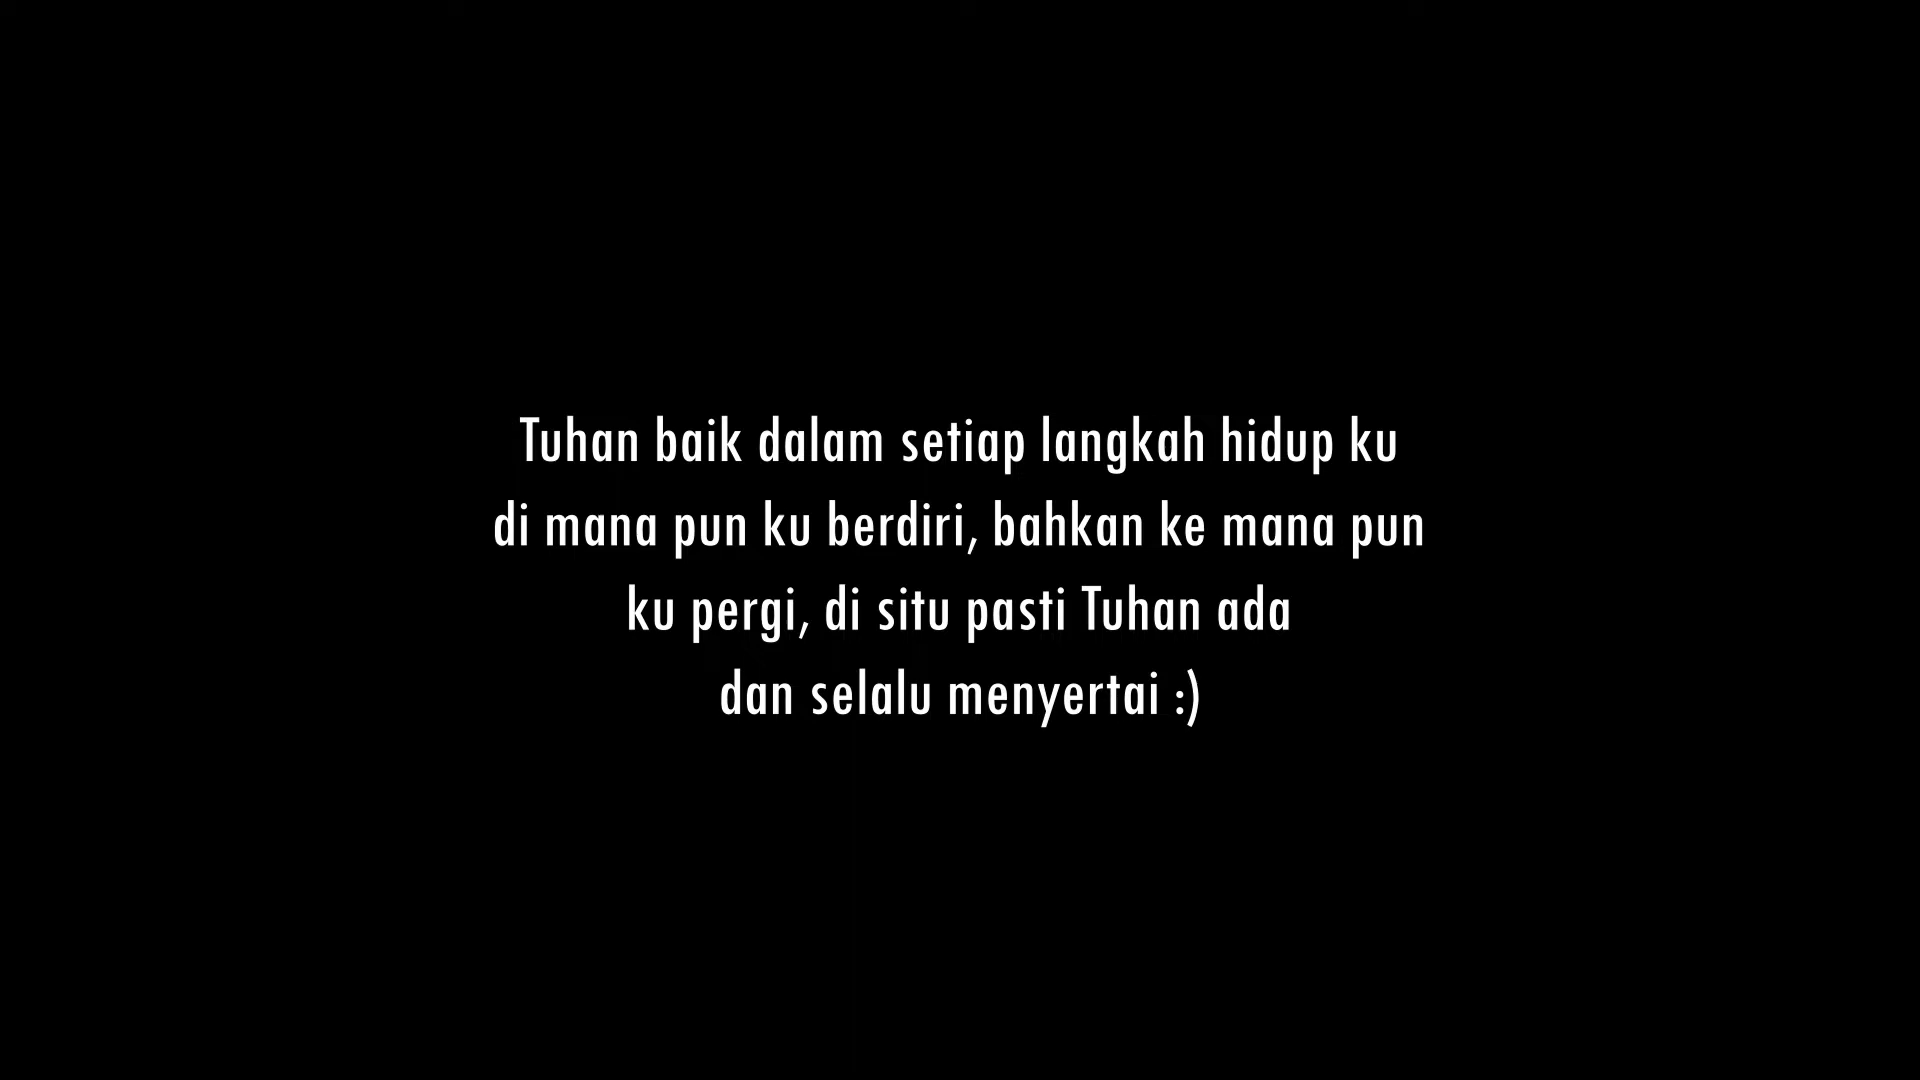 Tuhan baik dalam setiap langkah hidup ku
di mana pun ku berdiri, bahkan ke mana pun
ku pergi, di situ pasti Tuhan ada
dan selalu menyertai :)